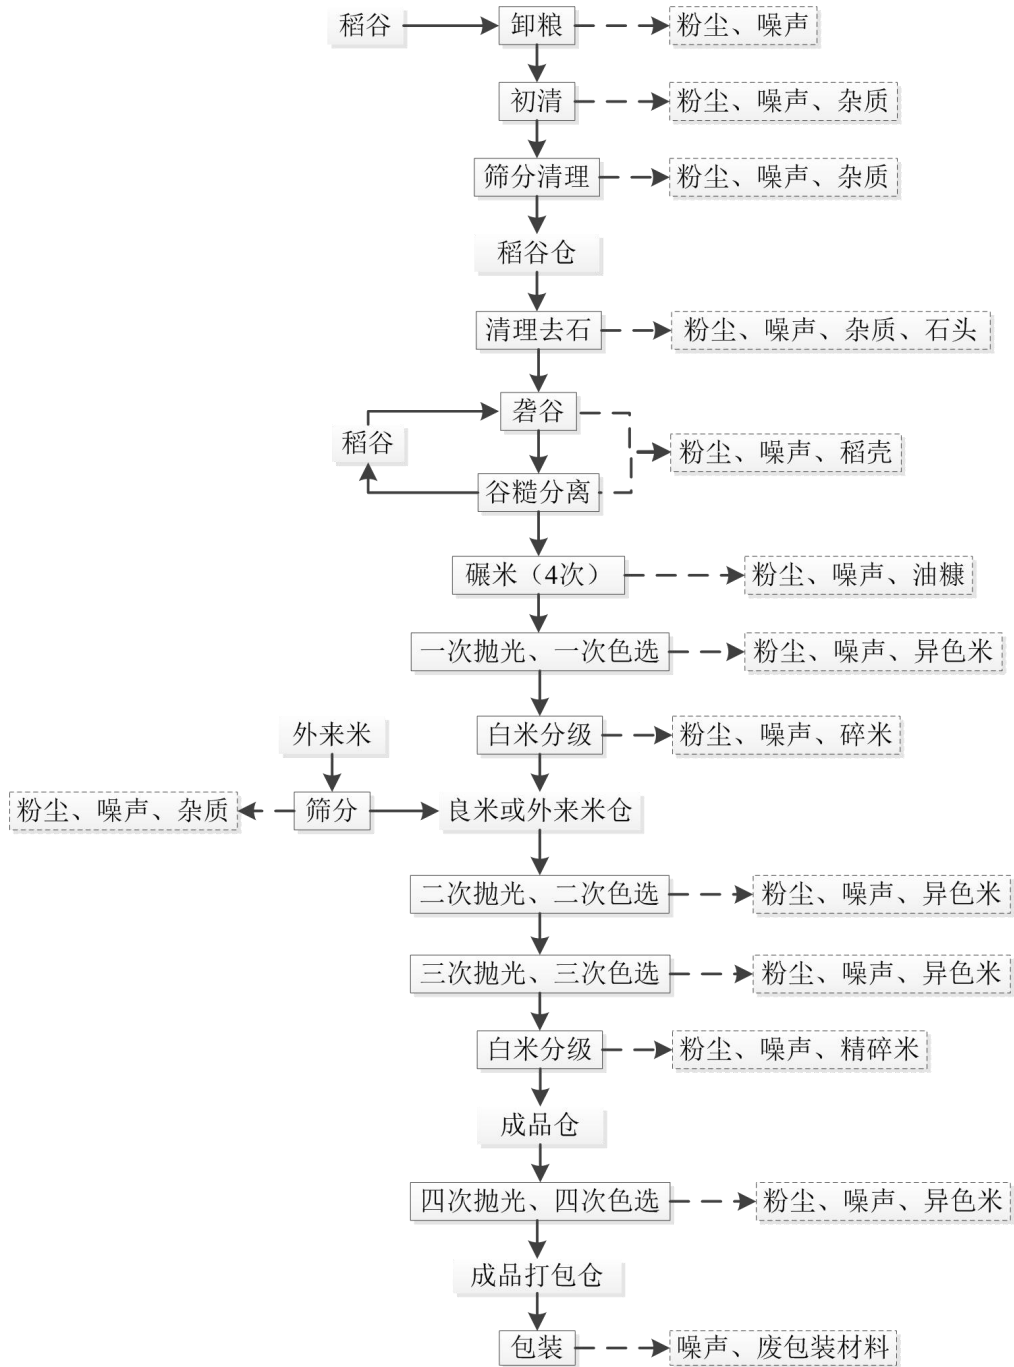 稻谷
卸粮
粉尘、噪声
初清
粉尘、噪声、杂质
筛分清理
粉尘、噪声、杂质
稻谷仓
清理去石
粉尘、噪声、杂质、石头
砻谷
稻谷
粉尘、噪声、稻壳
谷糙分离
碾米（4次）
粉尘、噪声、油糠
一次抛光、一次色选
粉尘、噪声、异色米
外来米
白米分级
粉尘、噪声、碎米
粉尘、噪声、杂质
筛分
良米或外来米仓
二次抛光、二次色选
粉尘、噪声、异色米
三次抛光、三次色选
粉尘、噪声、异色米
白米分级
粉尘、噪声、精碎米
成品仓
四次抛光、四次色选
粉尘、噪声、异色米
成品打包仓
包装
噪声、废包装材料